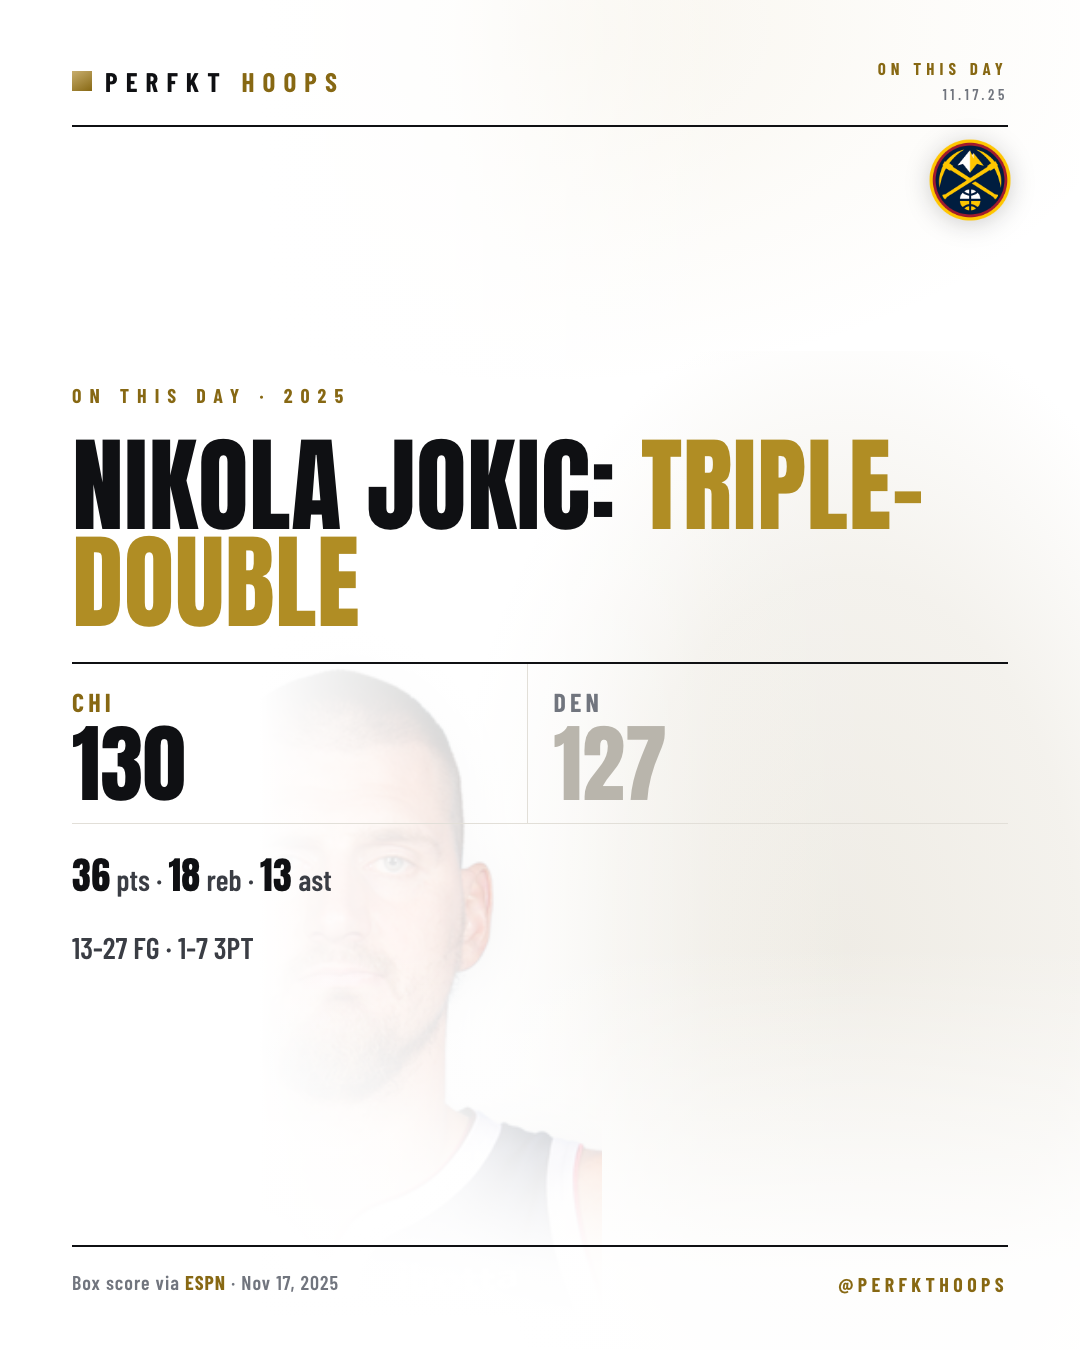 PERFKT HOOPS
ON THIS DAY
11.17.25
ON THIS DAY · 2025
NIKOLA JOKIC: TRIPLE-
DOUBLE
CHI
130
DEN
127
36 pts · 18 reb · 13 ast
13-27 FG · 1-7 3PT
Box score via ESPN · Nov 17, 2025
@PERFKTHOOPS